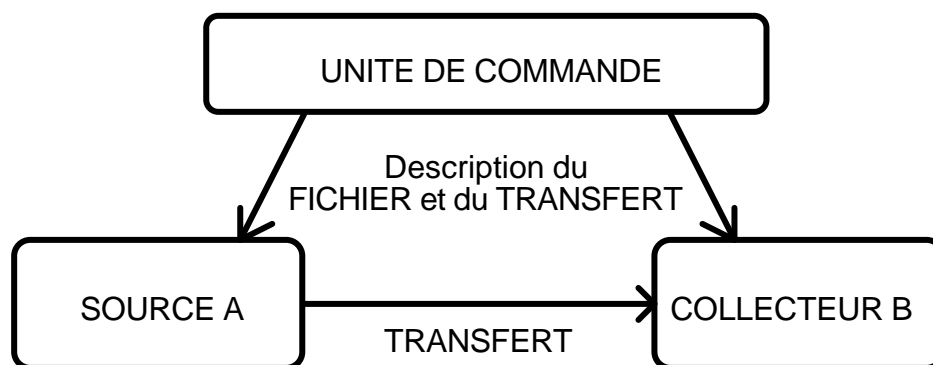 UNITE DE COMMANDE
Description du
FICHIER et du TRANSFERT
SOURCE A
COLLECTEUR B
TRANSFERT